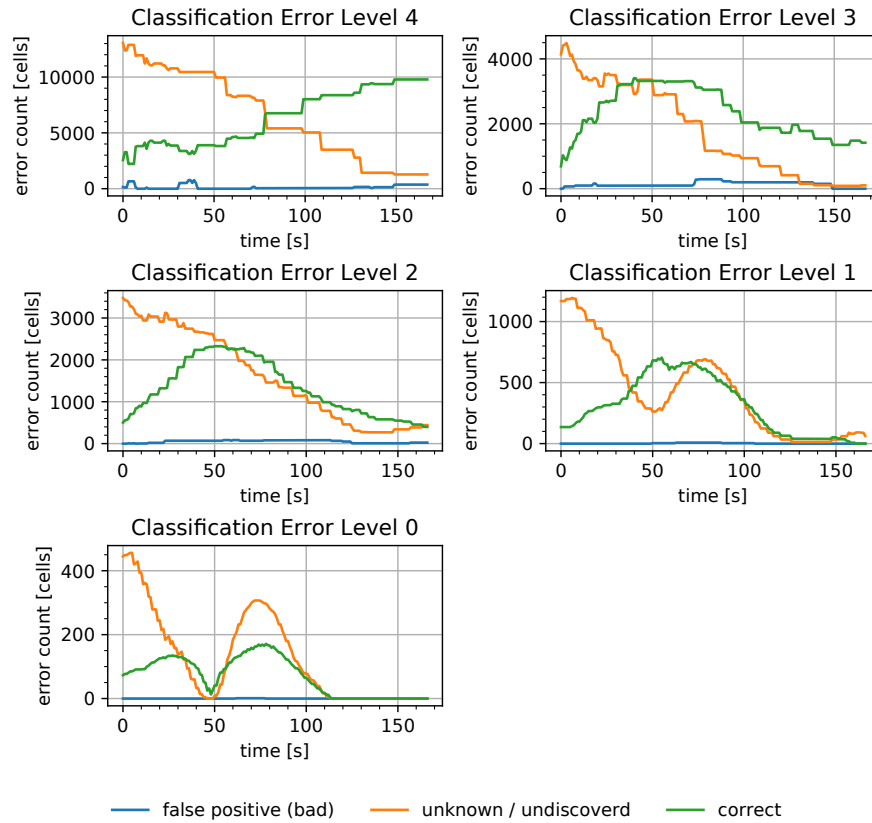 Classification Error Level 4
error count [cells]
10000
5000
0
0 50 100 150
time [s]
Classification Error Level 3
error count [cells]
4000
2000
0
0 50 100 150
time [s]
Classification Error Level 2
error count [cells]
3000
2000
1000
0
0 50 100 150
time [s]
Classification Error Level 1
error count [cells]
1000
500
0
0 50 100 150
time [s]
Classification Error Level 0
error count [cells]
400
200
0
0 50 100 150
time [s]
false positive (bad) unknown / undiscoverd correct